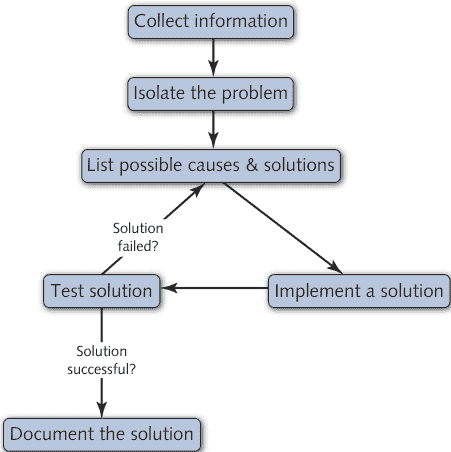 Collect information
Isolate the problem
List possible causes & solutions
Solution
failed?
Test solution
Implement a solution
Solution
successful?
Document the solution